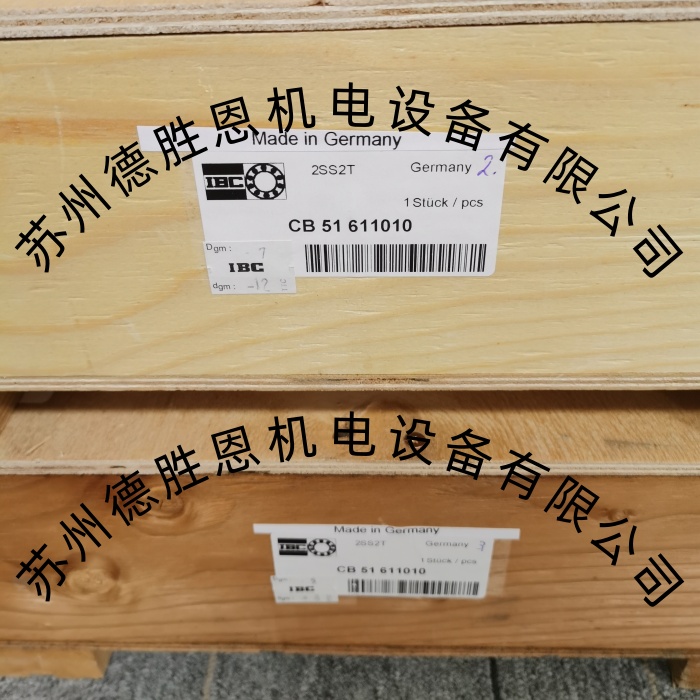 苏州德胜恩机电设备有限公司
Made in Germany
IBC
2SS2T
Germany 2.
1 Stück / pcs
CB 51 611010
Dgm : -7
IBC
dgm : -12
苏州德胜恩机电设备有限公司
Made in Germany
IBC
2SS2T
Germany 3
1 Stück / pcs
CB 51 611010
IBC